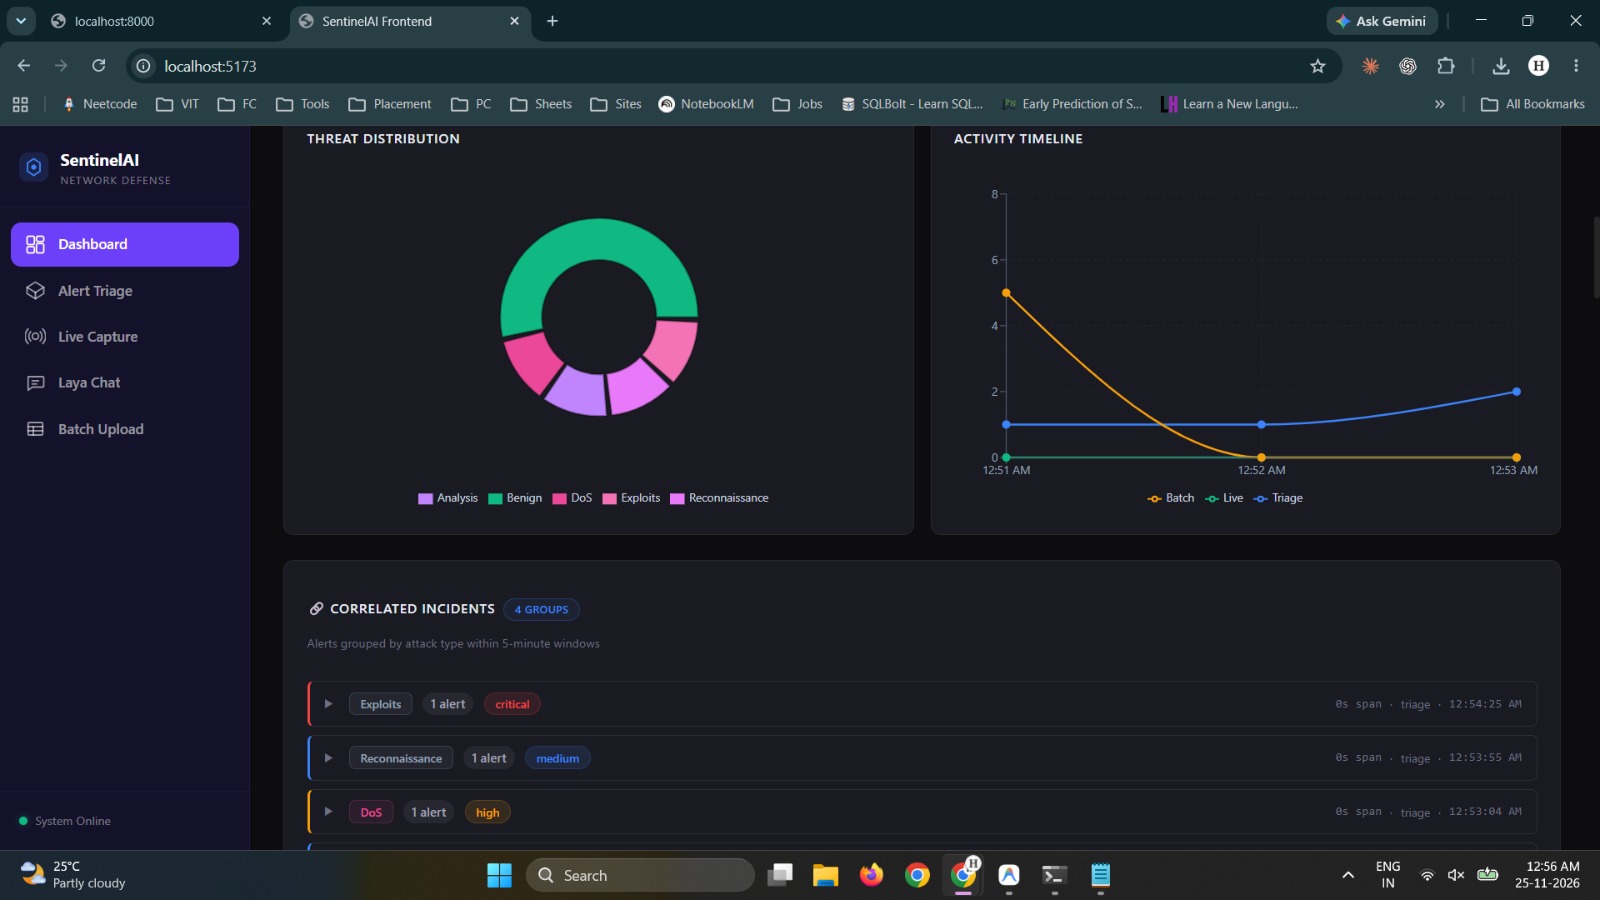 localhost:8000
SentinelAI Frontend
Ask Gemini
localhost:5173
H
Neetcode
VIT
FC
Tools
Placement
PC
Sheets
Sites
NotebookLM
Jobs
SQLBolt - Learn SQL...
Early Prediction of S...
Learn a New Langu...
»
All Bookmarks
SentinelAI
NETWORK DEFENSE
Dashboard
Alert Triage
Live Capture
Laya Chat
Batch Upload
System Online
THREAT DISTRIBUTION
Analysis Benign DoS Exploits Reconnaissance
ACTIVITY TIMELINE
8
6
4
2
0
12:51 AM 12:52 AM 12:53 AM
Batch Live Triage
CORRELATED INCIDENTS 4 GROUPS
Alerts grouped by attack type within 5-minute windows
Exploits 1 alert critical 0s span · triage · 12:54:25 AM
Reconnaissance 1 alert medium 0s span · triage · 12:53:55 AM
DoS 1 alert high 0s span · triage · 12:53:04 AM
25°C
Partly cloudy
Search
H
ENG
IN
12:56 AM
25-11-2026